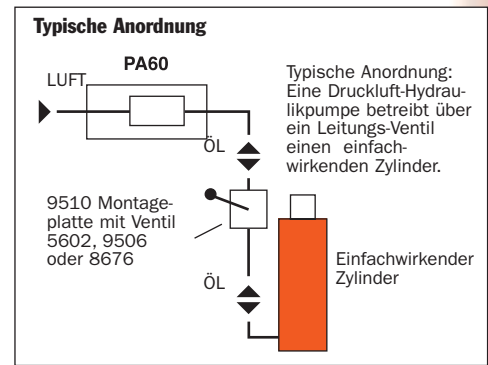 Typische Anordnung
PA60
LUFT
Typische Anordnung:
Eine Druckluft-Hydrau-
likpumpe betreibt über
ein Leitungs-Ventil
einen einfach-
wirkenden Zylinder.
ÖL
9510 Montage-
platte mit Ventil
5602, 9506
oder 8676
ÖL
Einfachwirkender
Zylinder